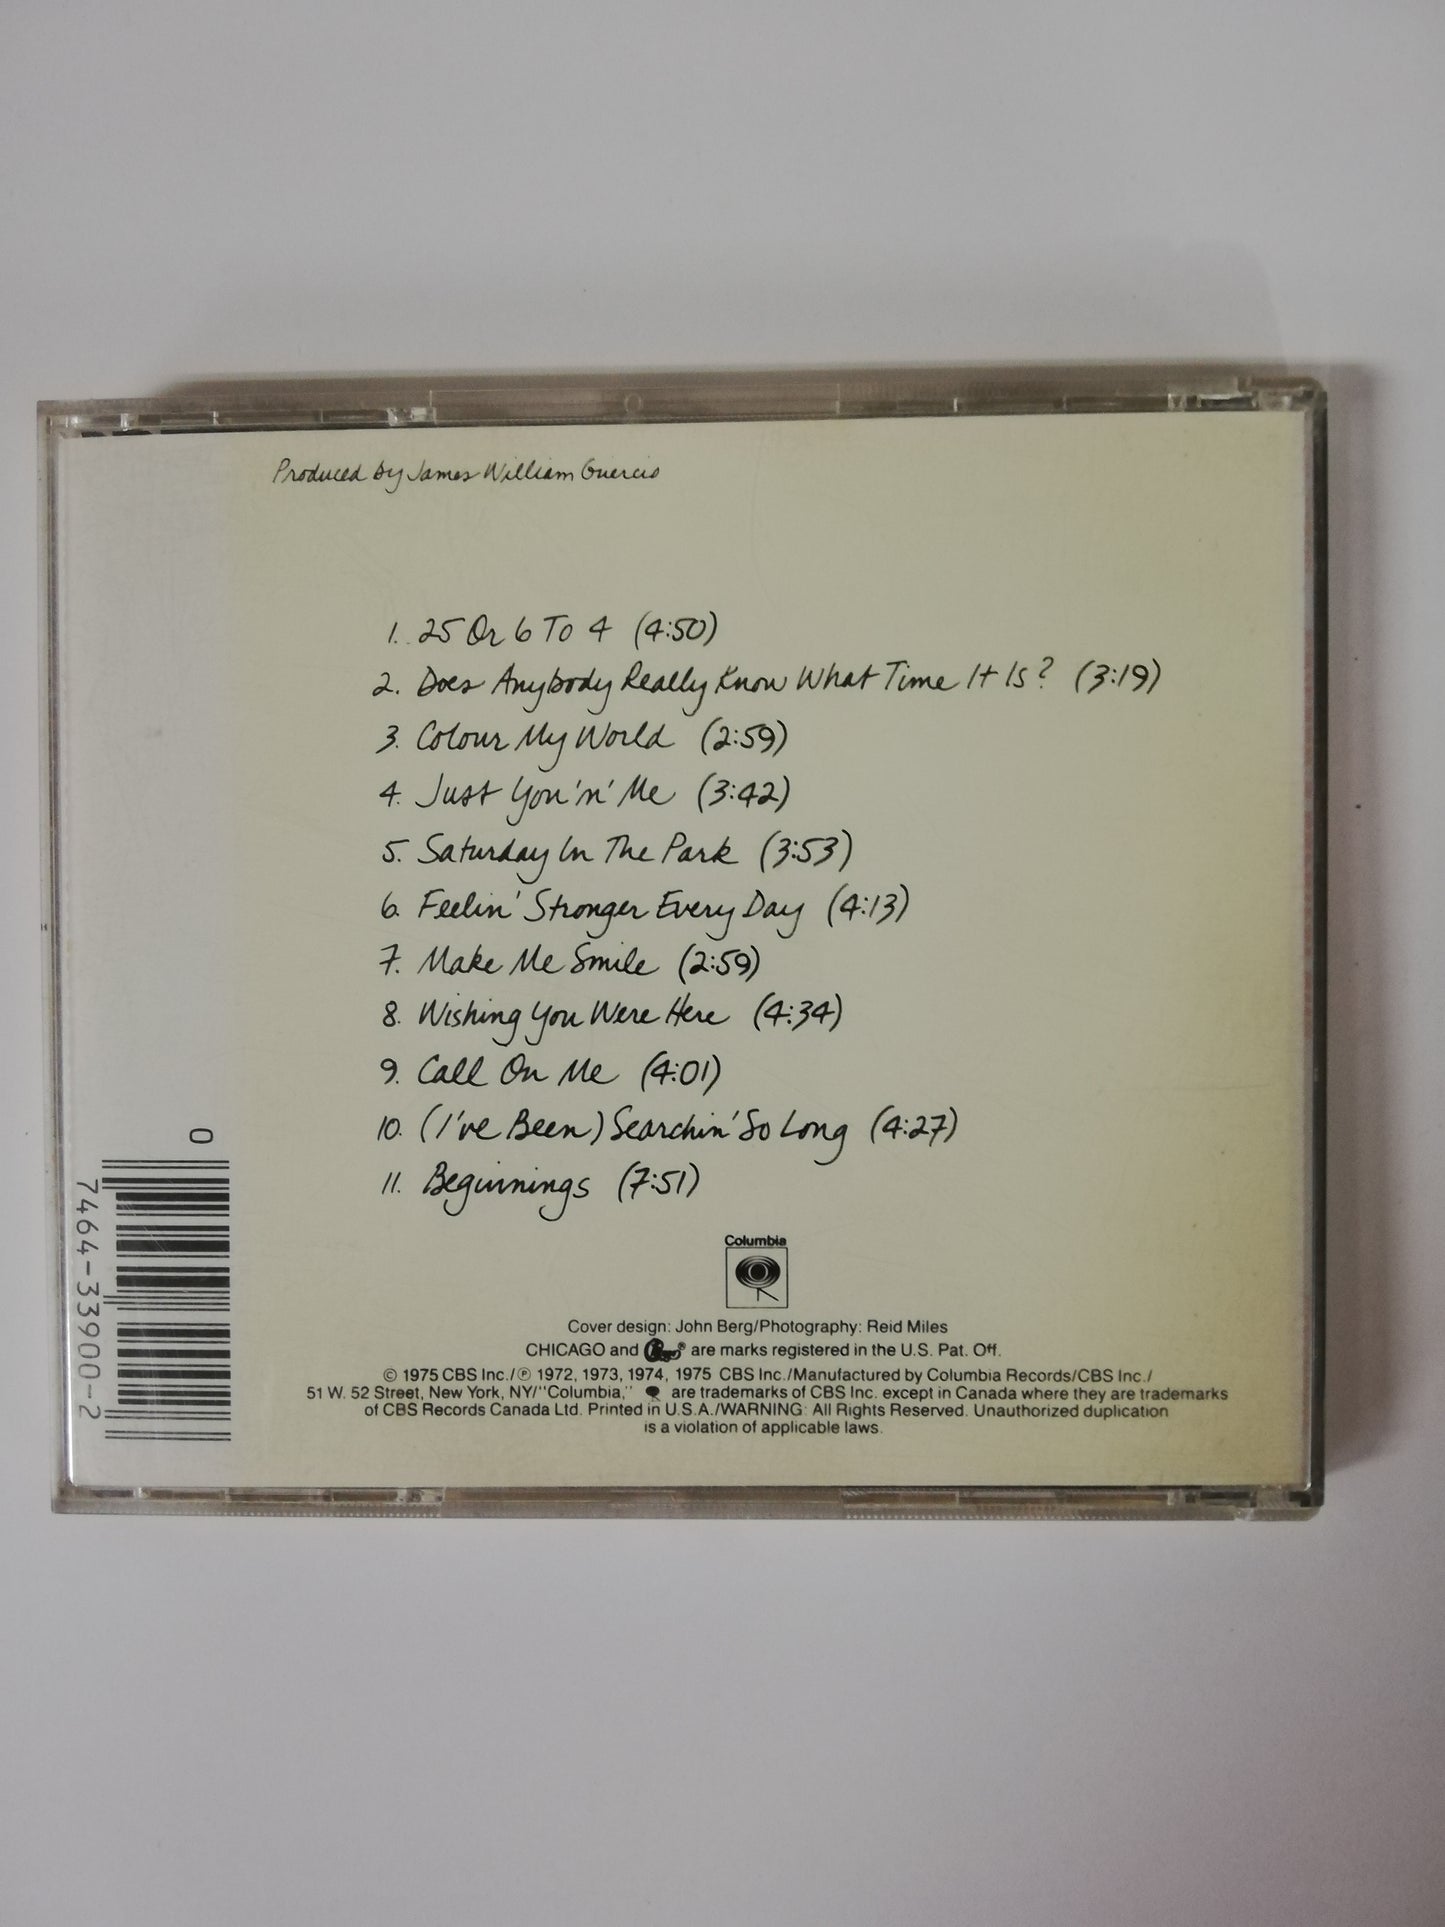 Produced by James William Guercio
1. 25 Or 6 To 4 (4:50)
2. Does Anybody Really Know What Time It Is? (3:19)
3. Colour My World (2:59)
4. Just You 'n' Me (3:42)
5. Saturday In The Park (3:53)
6. Feelin' Stronger Every Day (4:13)
7. Make Me Smile (2:59)
8. Wishing You Were Here (4:34)
9. Call On Me (4:01)
10. (I've Been) Searchin' So Long (4:27)
11. Beginnings (7:51)
0
7464-33900-2
Columbia
Cover design: John Berg/Photography: Reid Miles
CHICAGO and ® are marks registered in the U.S. Pat. Off.
© 1975 CBS Inc./℗ 1972, 1973, 1974, 1975 CBS Inc./Manufactured by Columbia Records/CBS Inc./
51 W. 52 Street, New York, NY/"Columbia," are trademarks of CBS Inc. except in Canada where they are trademarks
of CBS Records Canada Ltd. Printed in U.S.A./WARNING: All Rights Reserved. Unauthorized duplication
is a violation of applicable laws.